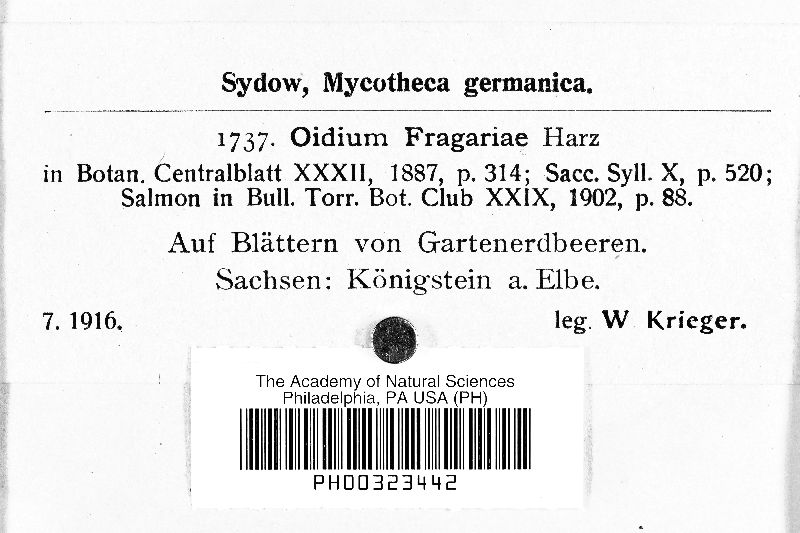 Sydow, Mycotheca germanica.
1737. Oidium Fragariae Harz
in Botan. Centralblatt XXXII, 1887, p. 314; Sacc. Syll. X, p. 520;
Salmon in Bull. Torr. Bot. Club XXIX, 1902, p. 88.
Auf Blättern von Gartenerdbeeren.
Sachsen: Königstein a. Elbe.
7. 1916. leg. W Krieger.
The Academy of Natural Sciences
Philadelphia, PA USA (PH)
PH00323442